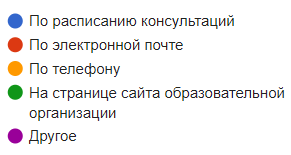 По расписанию консультаций
По электронной почте
По телефону
На странице сайта образовательной
организации
Другое